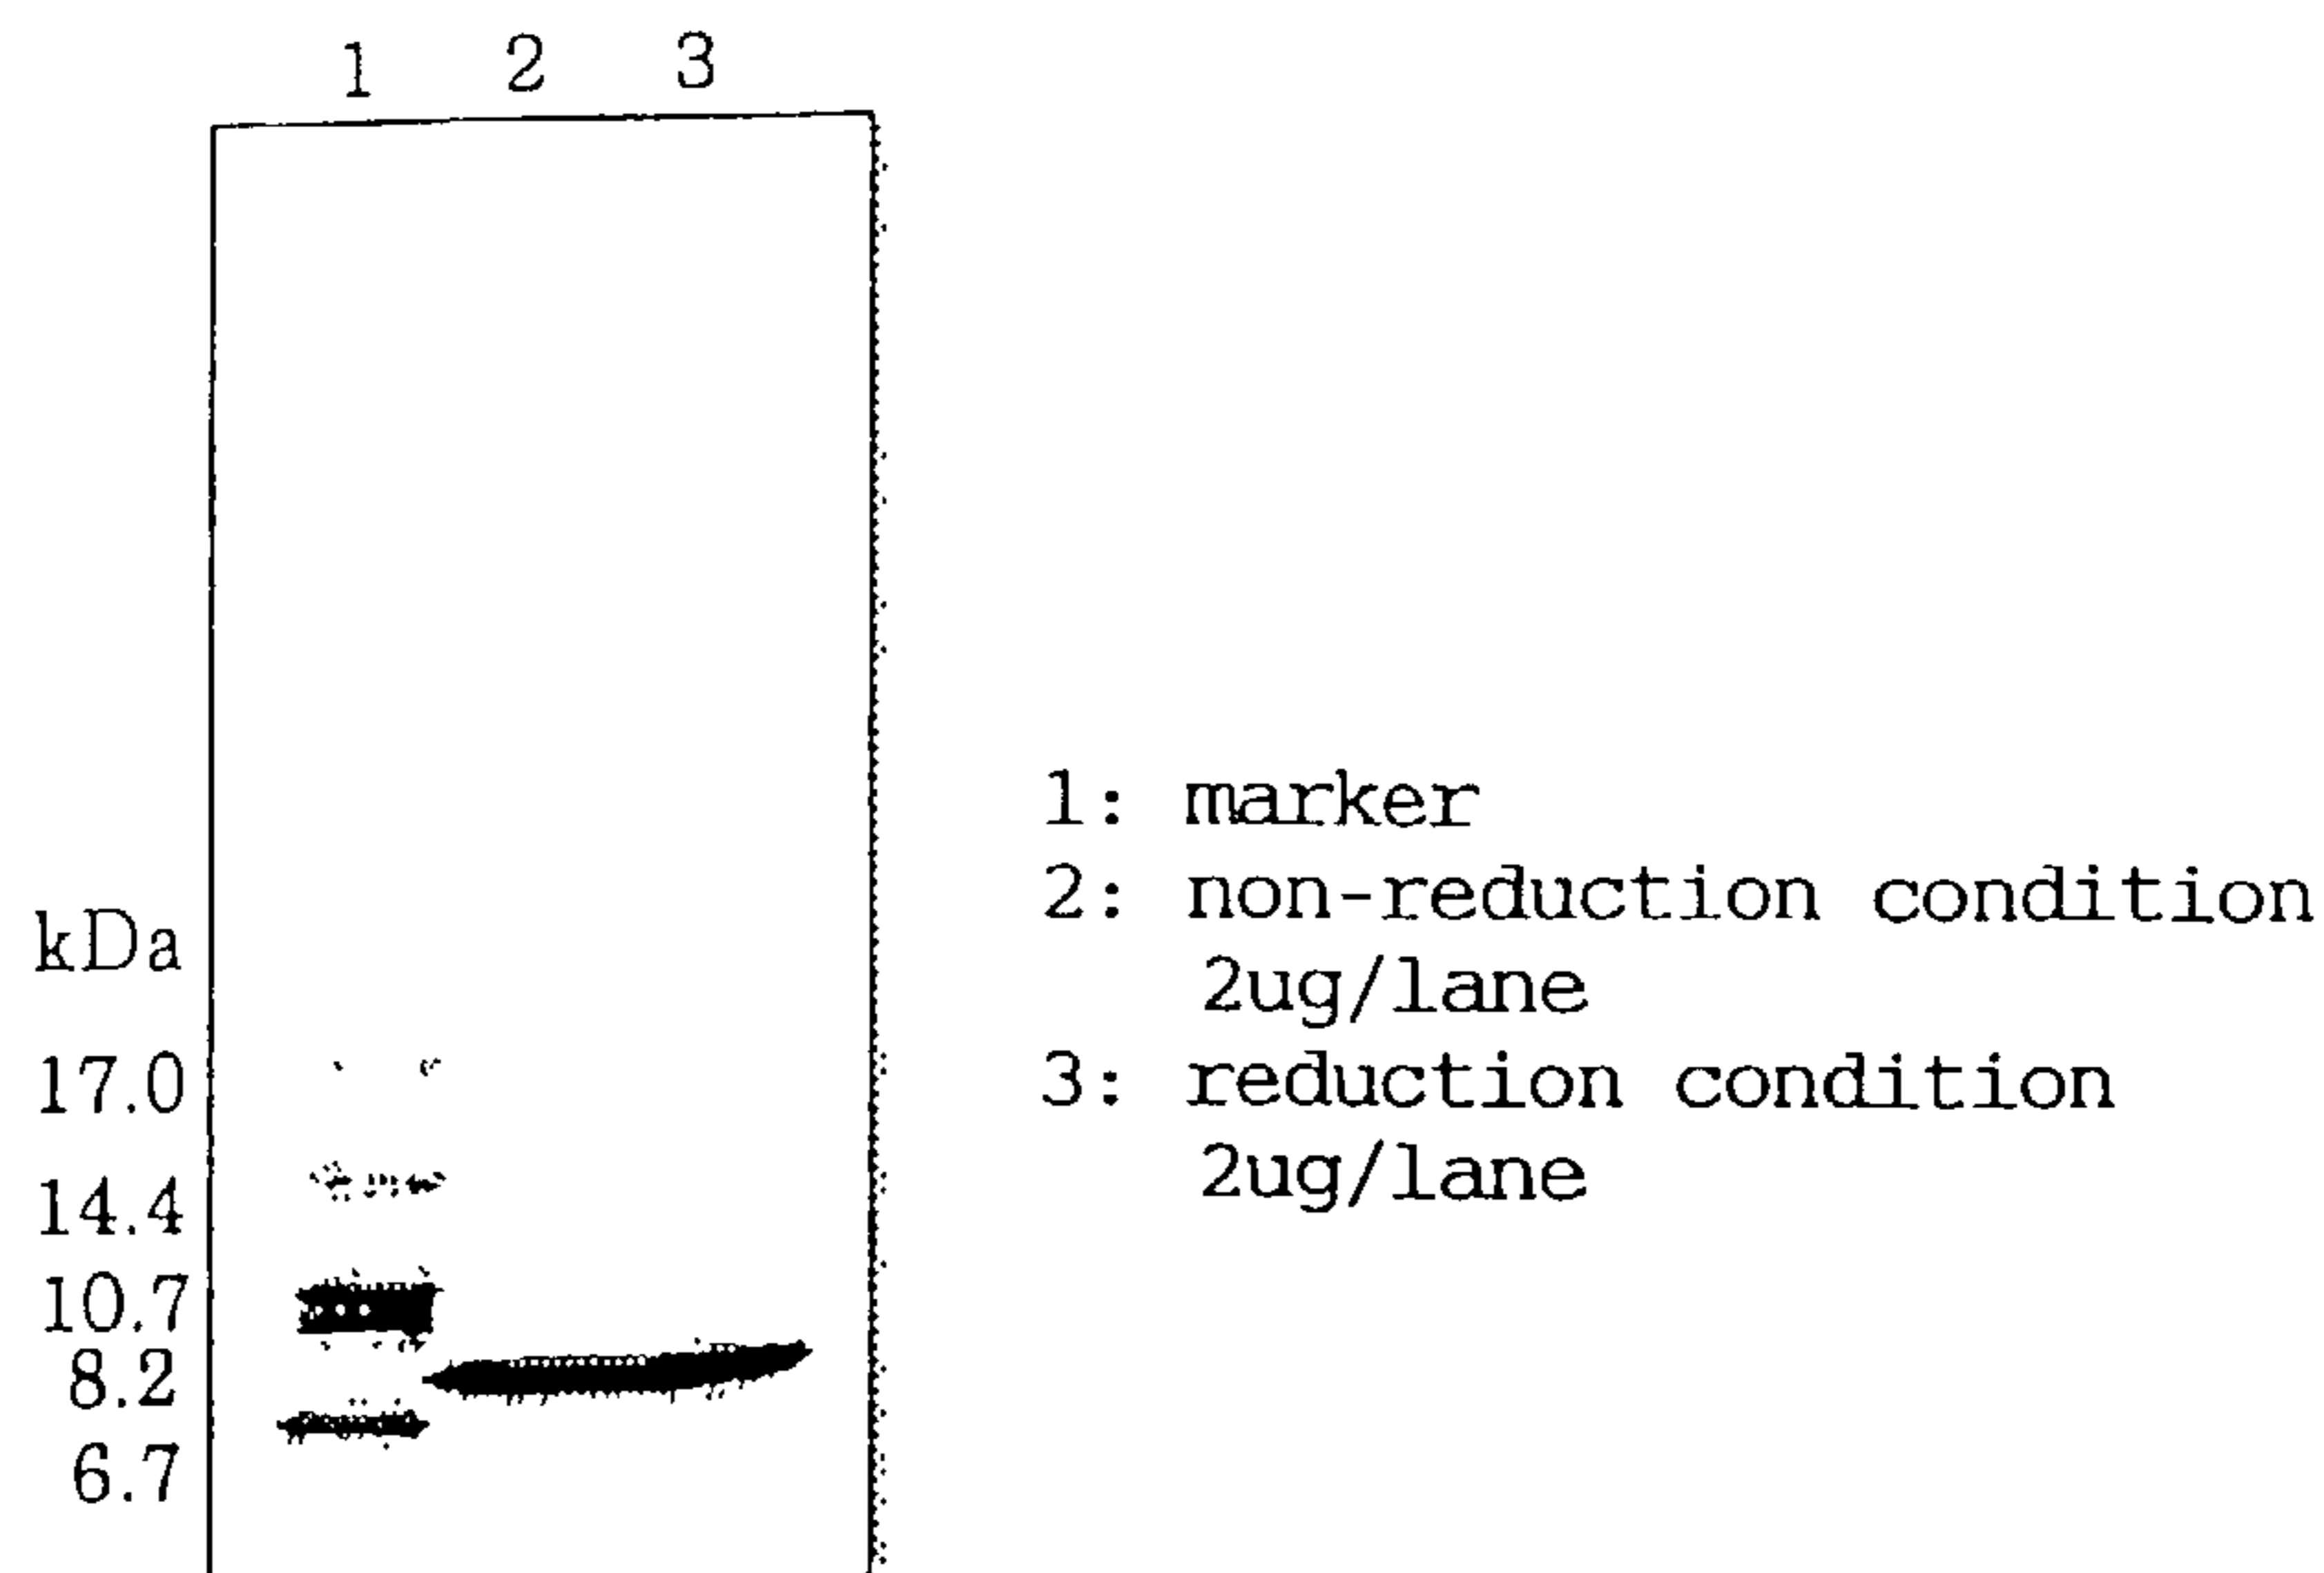 1 2 3
kDa
17.0
14.4
10.7
8.2
6.7
1: marker
2: non-reduction condition
2ug/lane
3: reduction condition
2ug/lane